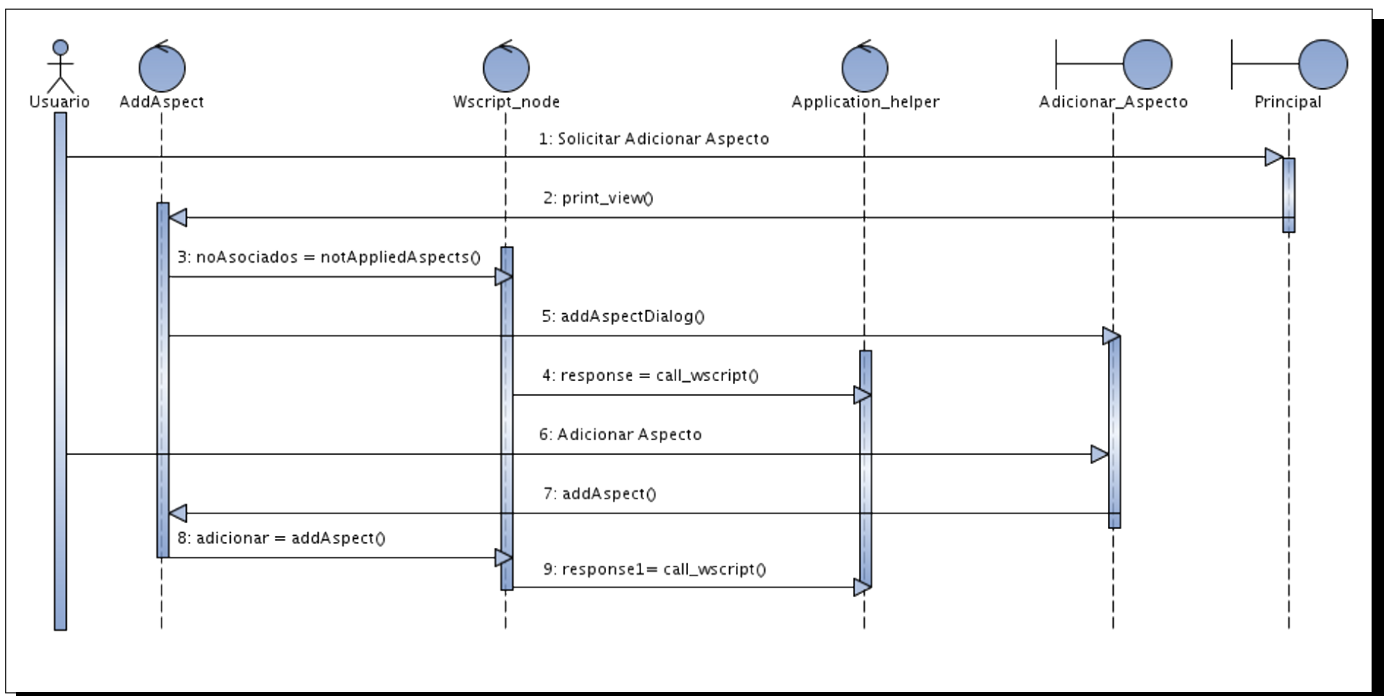 Usuario
AddAspect
Wscript_node
Application_helper
Adicionar_Aspecto
Principal
1: Solicitar Adicionar Aspecto
2: print_view()
3: noAsociados = notAppliedAspects()
5: addAspectDialog()
4: response = call_wscript()
6: Adicionar Aspecto
7: addAspect()
8: adicionar = addAspect()
9: response1= call_wscript()